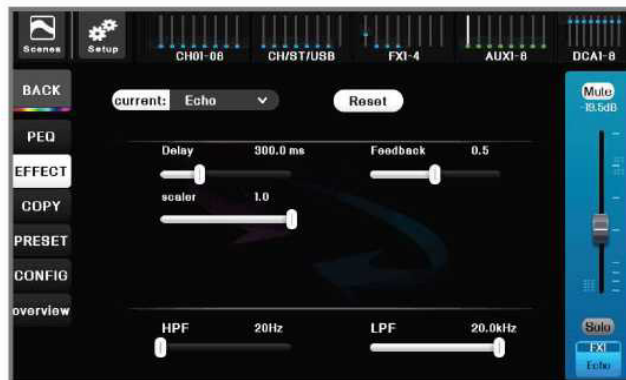 Scenes
Setup
CH01-08
CH/ST/USB
FX1-4
AUX1-8
DCA1-8
BACK
current: Echo
Reset
Mute
-19.5dB
PEQ
Delay 300.0 ms
Feedback 0.5
EFFECT
scaler 1.0
COPY
PRESET
CONFIG
overview
HPF 20Hz
LPF 20.0kHz
Solo
FX1
Echo